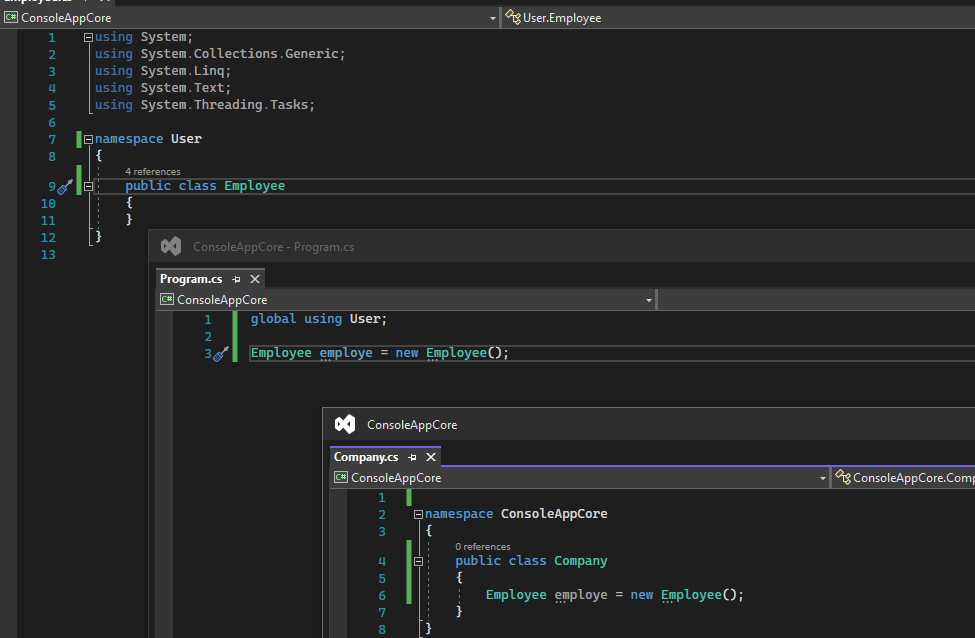 ConsoleAppCore User.Employee
1 using System;
2 using System.Collections.Generic;
3 using System.Linq;
4 using System.Text;
5 using System.Threading.Tasks;
6
7 namespace User
8 {
4 references
9 public class Employee
10 {
11 }
12 }
13
ConsoleAppCore - Program.cs
Program.cs
ConsoleAppCore
1 global using User;
2
3 Employee employe = new Employee();
ConsoleAppCore
Company.cs
ConsoleAppCore ConsoleAppCore.Comp
1
2 namespace ConsoleAppCore
3 {
0 references
4 public class Company
5 {
6 Employee employe = new Employee();
7 }
8 }